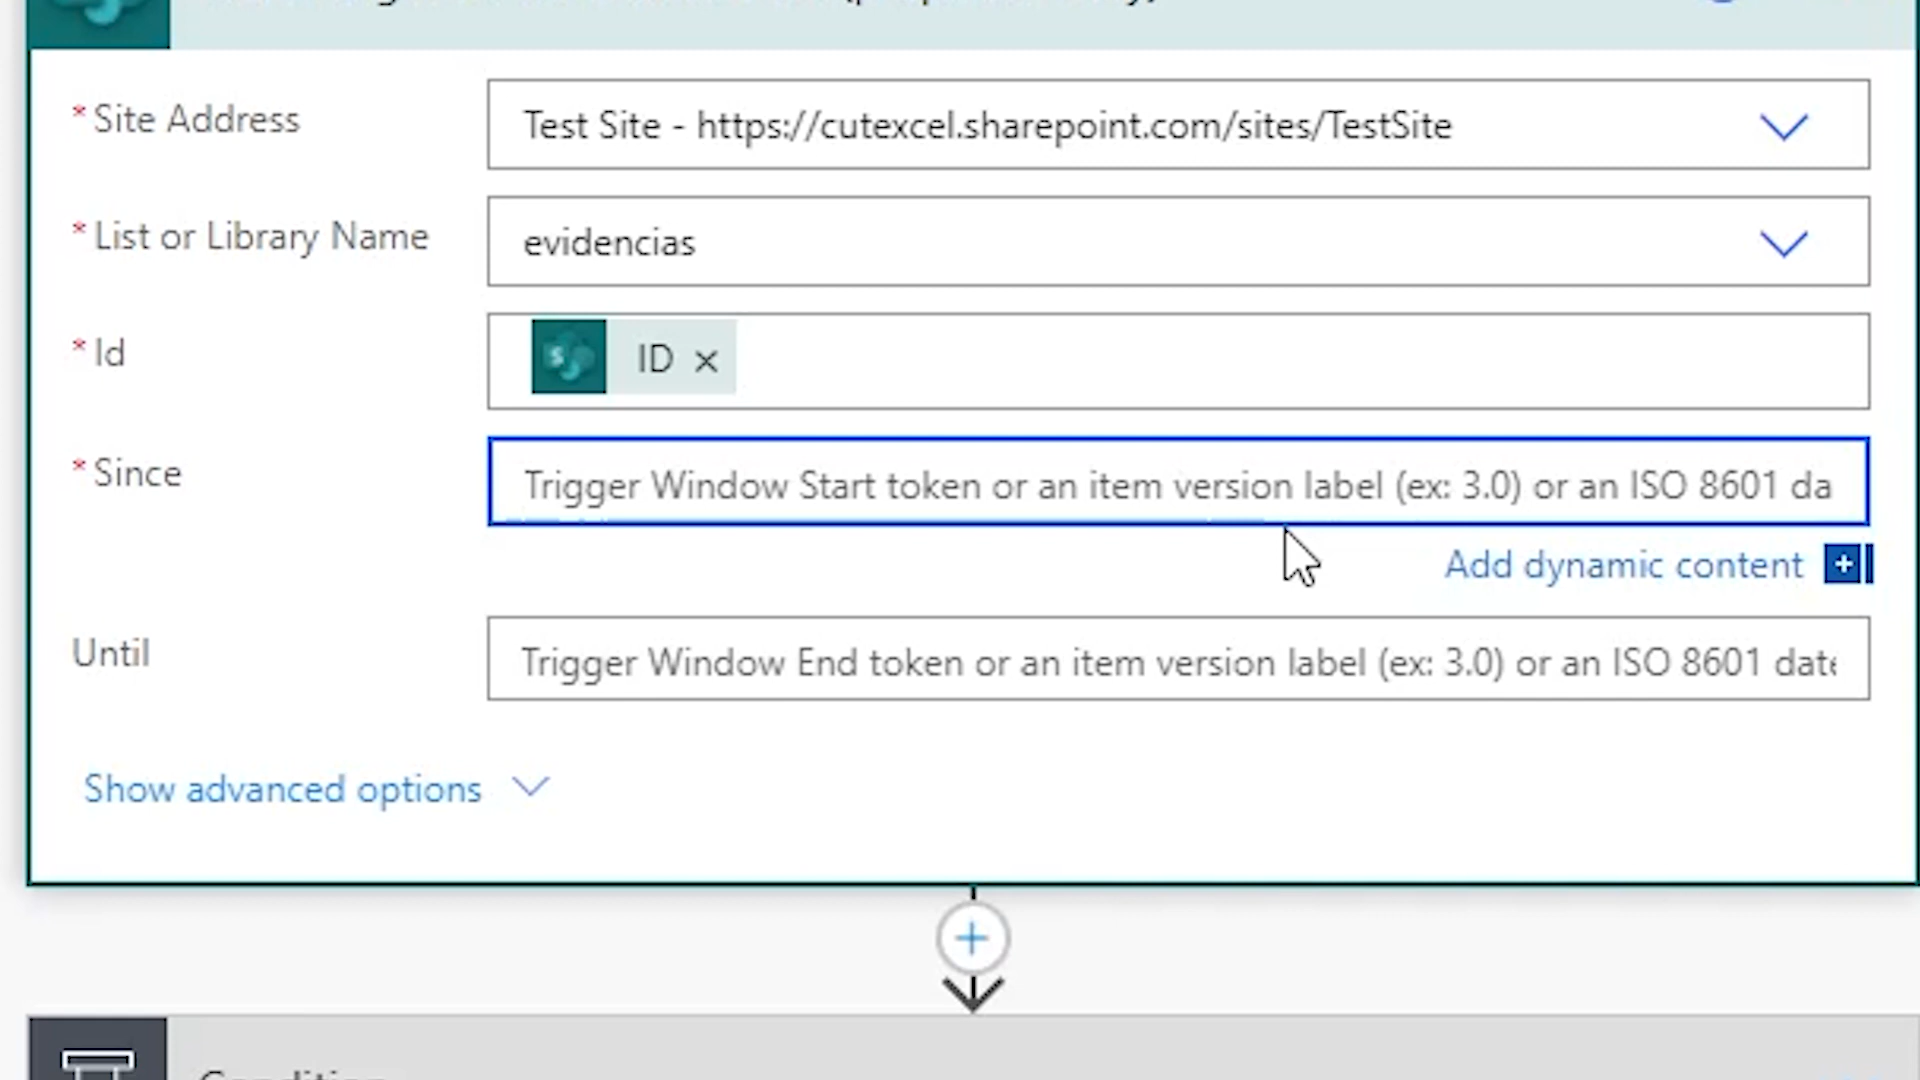 Site Address
Test Site - https://cutexcel.sharepoint.com/sites/TestSite
List or Library Name
evidencias
Id
ID
Since
Trigger Window Start token or an item version label (ex: 3.0) or an ISO 8601 da
Add dynamic content
Until
Trigger Window End token or an item version label (ex: 3.0) or an ISO 8601 date
Show advanced options
Condition